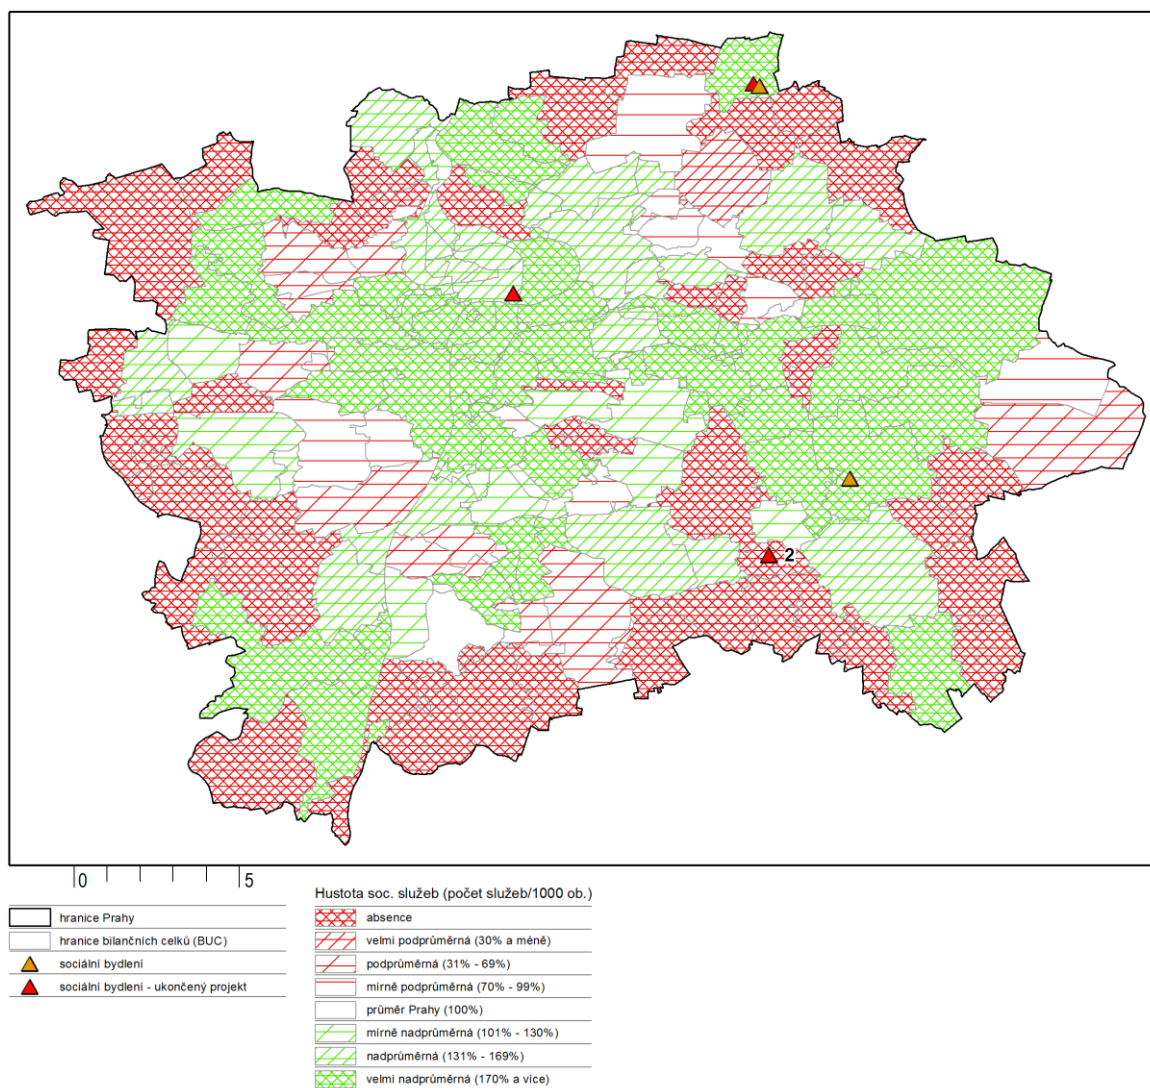 2
0 5
Hustota soc. služeb (počet služeb/1000 ob.)
hranice Prahy
hranice bilančních celků (BUC)
sociální bydlení
sociální bydlení - ukončený projekt
absence
velmi podprůměrná (30% a méně)
podprůměrná (31% - 69%)
mírně podprůměrná (70% - 99%)
průměr Prahy (100%)
mírně nadprůměrná (101% - 130%)
nadprůměrná (131% - 169%)
velmi nadprůměrná (170% a více)